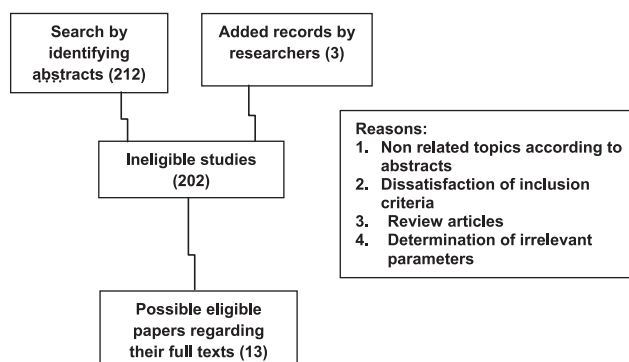 Search by
identifying
abstracts (212)
Added records by
researchers (3)
Ineligible studies
(202)
Reasons:
1. Non related topics according to
abstracts
2. Dissatisfaction of inclusion
criteria
3. Review articles
4. Determination of irrelevant
parameters
Possible eligible
papers regarding
their full texts (13)